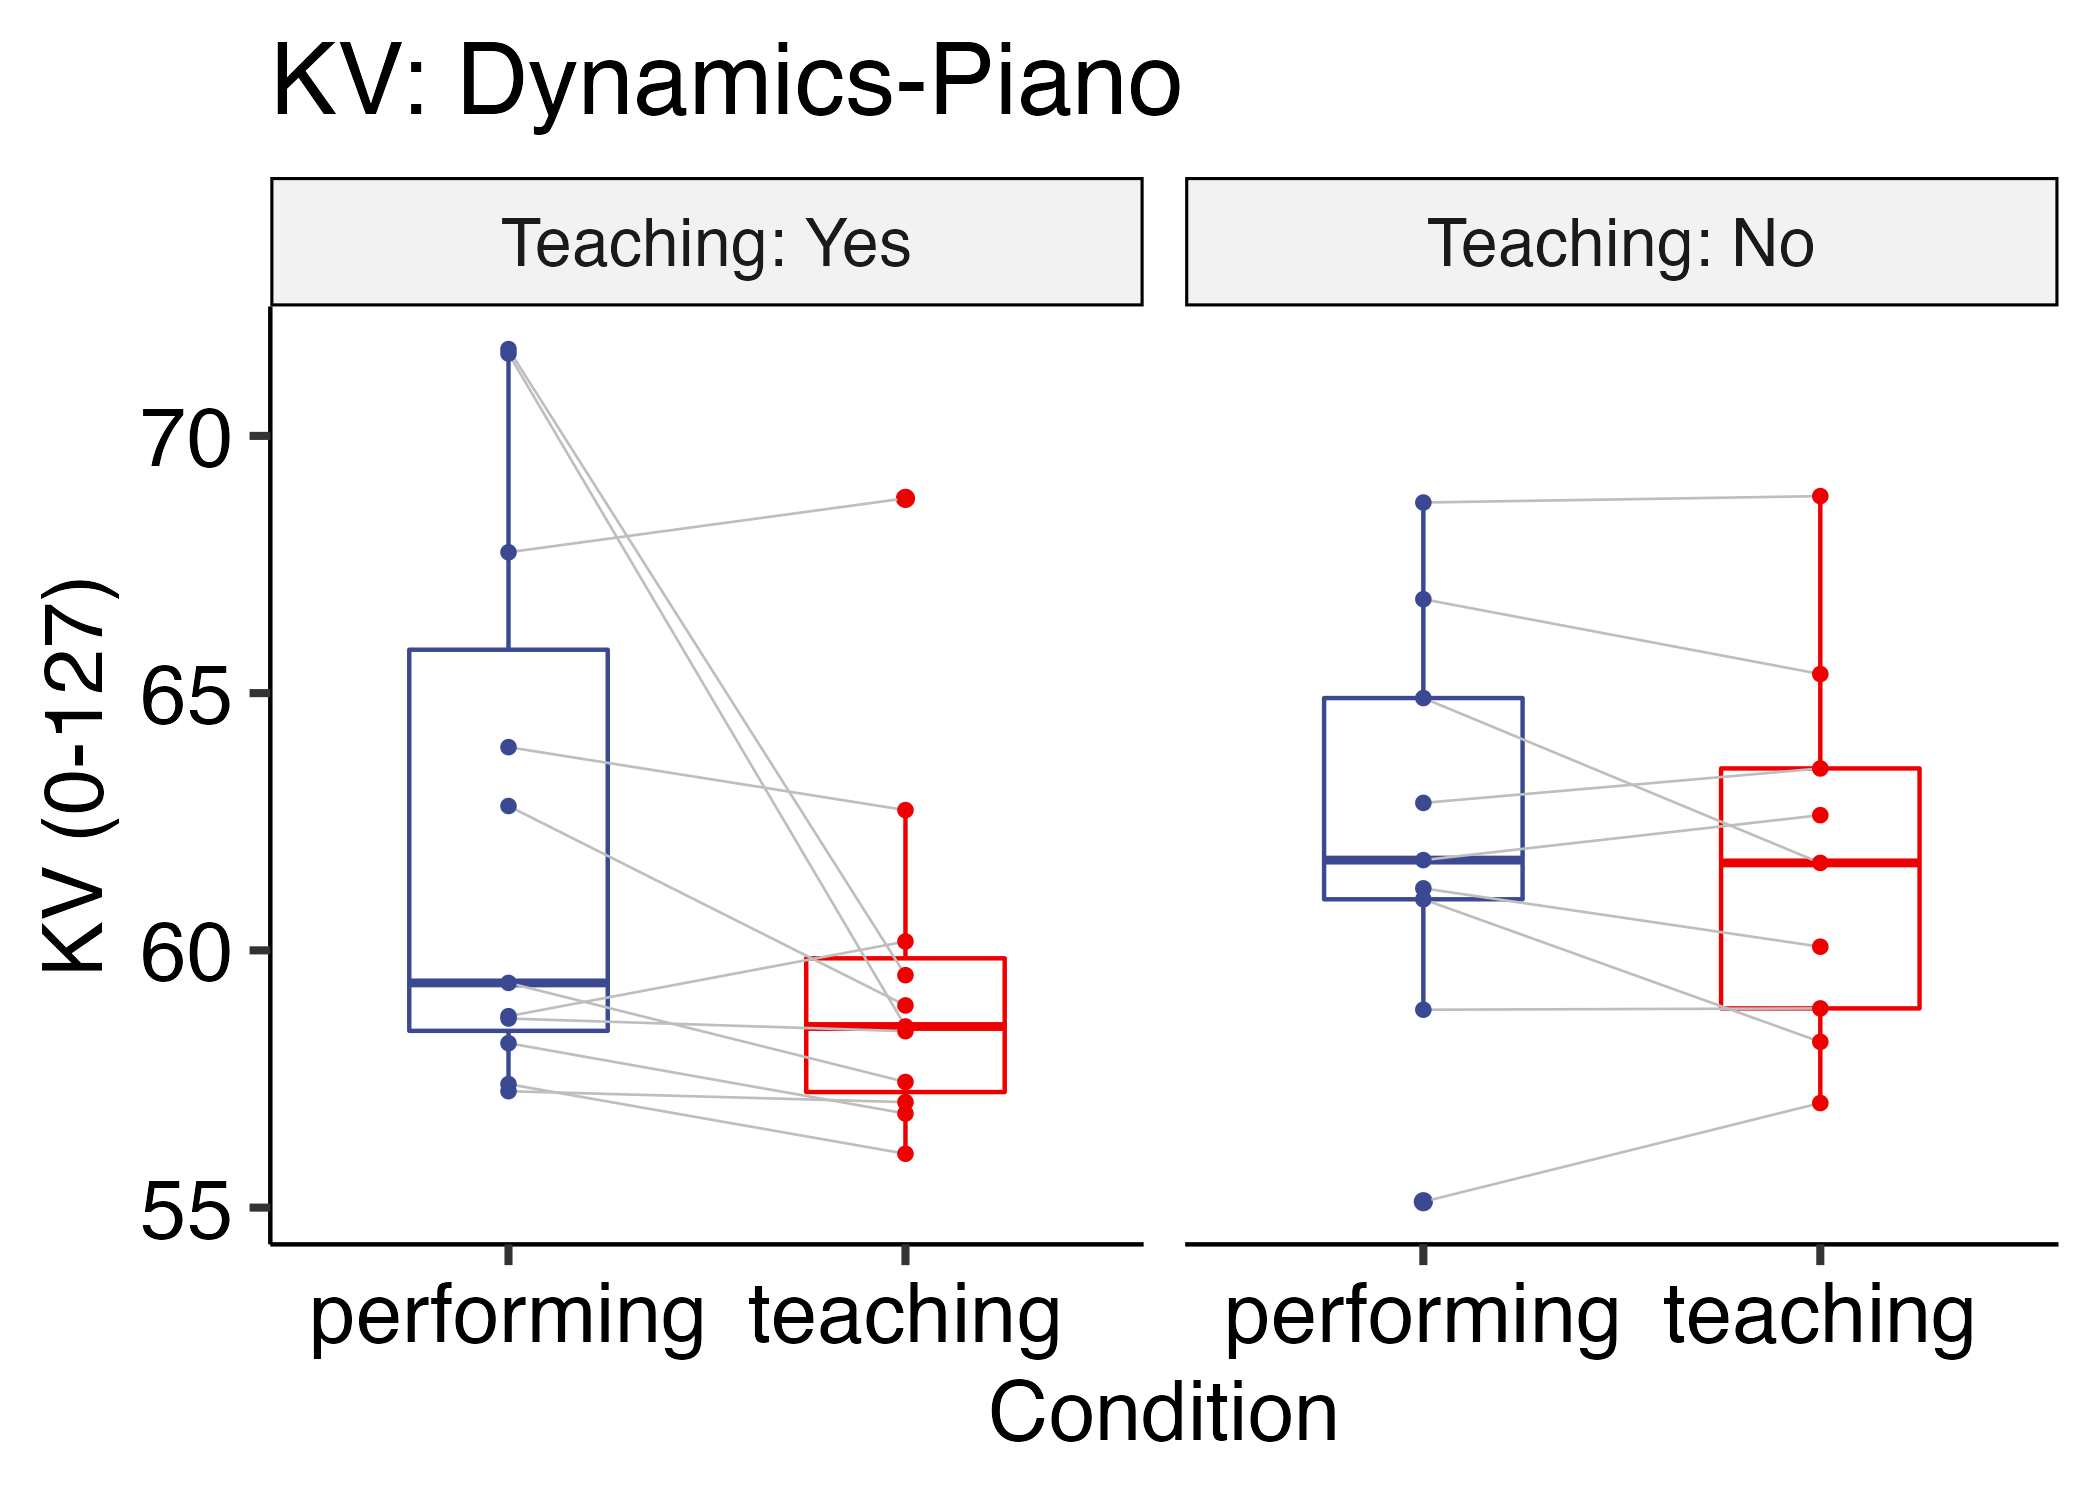 KV: Dynamics-Piano
Teaching: Yes
Teaching: No
KV (0-127)
70
65
60
55
performing teaching
performing teaching
Condition